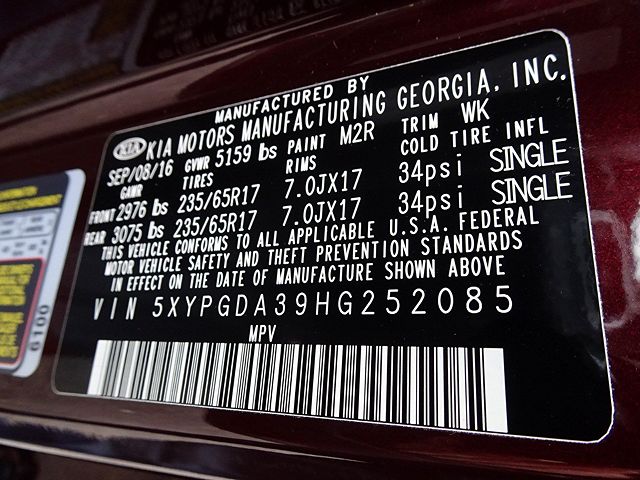 MANUFACTURED BY
KIA KIA MOTORS MANUFACTURING GEORGIA, INC.
SEP/08/16 GVWR 5159 lbs PAINT M2R TRIM WK
GAWR TIRES RIMS COLD TIRE INFL
FRONT 2976 lbs 235/65R17 7.0JX17 34psi SINGLE
REAR 3075 lbs 235/65R17 7.0JX17 34psi SINGLE
THIS VEHICLE CONFORMS TO ALL APPLICABLE U.S.A. FEDERAL
MOTOR VEHICLE SAFETY AND THEFT PREVENTION STANDARDS
IN EFFECT ON THE DATE OF MANUFACTURE SHOWN ABOVE
VIN 5XYPGDA39HG252085
MPV
6100